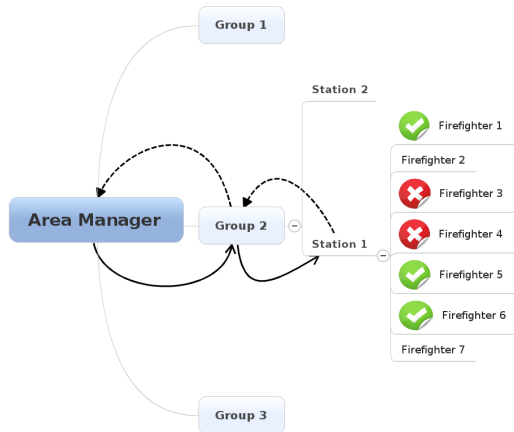 Group 1
Station 2
Firefighter 1
Firefighter 2
Firefighter 3
Area Manager
Group 2
Firefighter 4
Station 1
Firefighter 5
Firefighter 6
Firefighter 7
Group 3